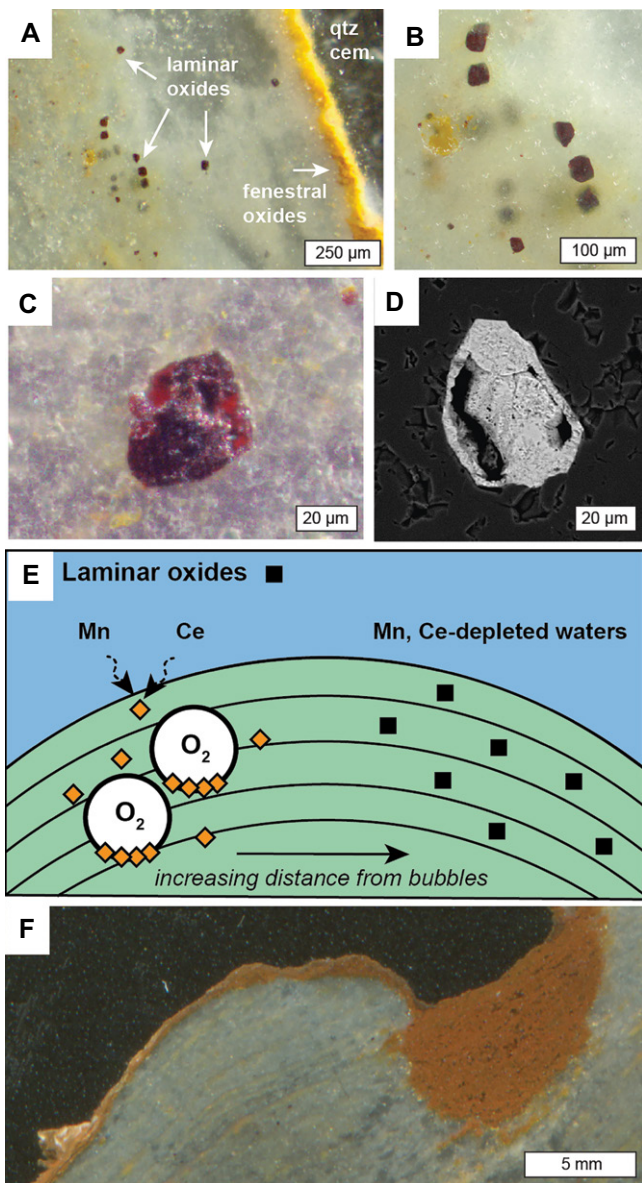 A
laminar
oxides
qtz
cem.
fenestral
oxides
250 µm
B
100 µm
C
20 µm
D
20 µm
E
Laminar oxides
Mn
Ce
Mn, Ce-depleted waters
O2
O2
increasing distance from bubbles
F
5 mm